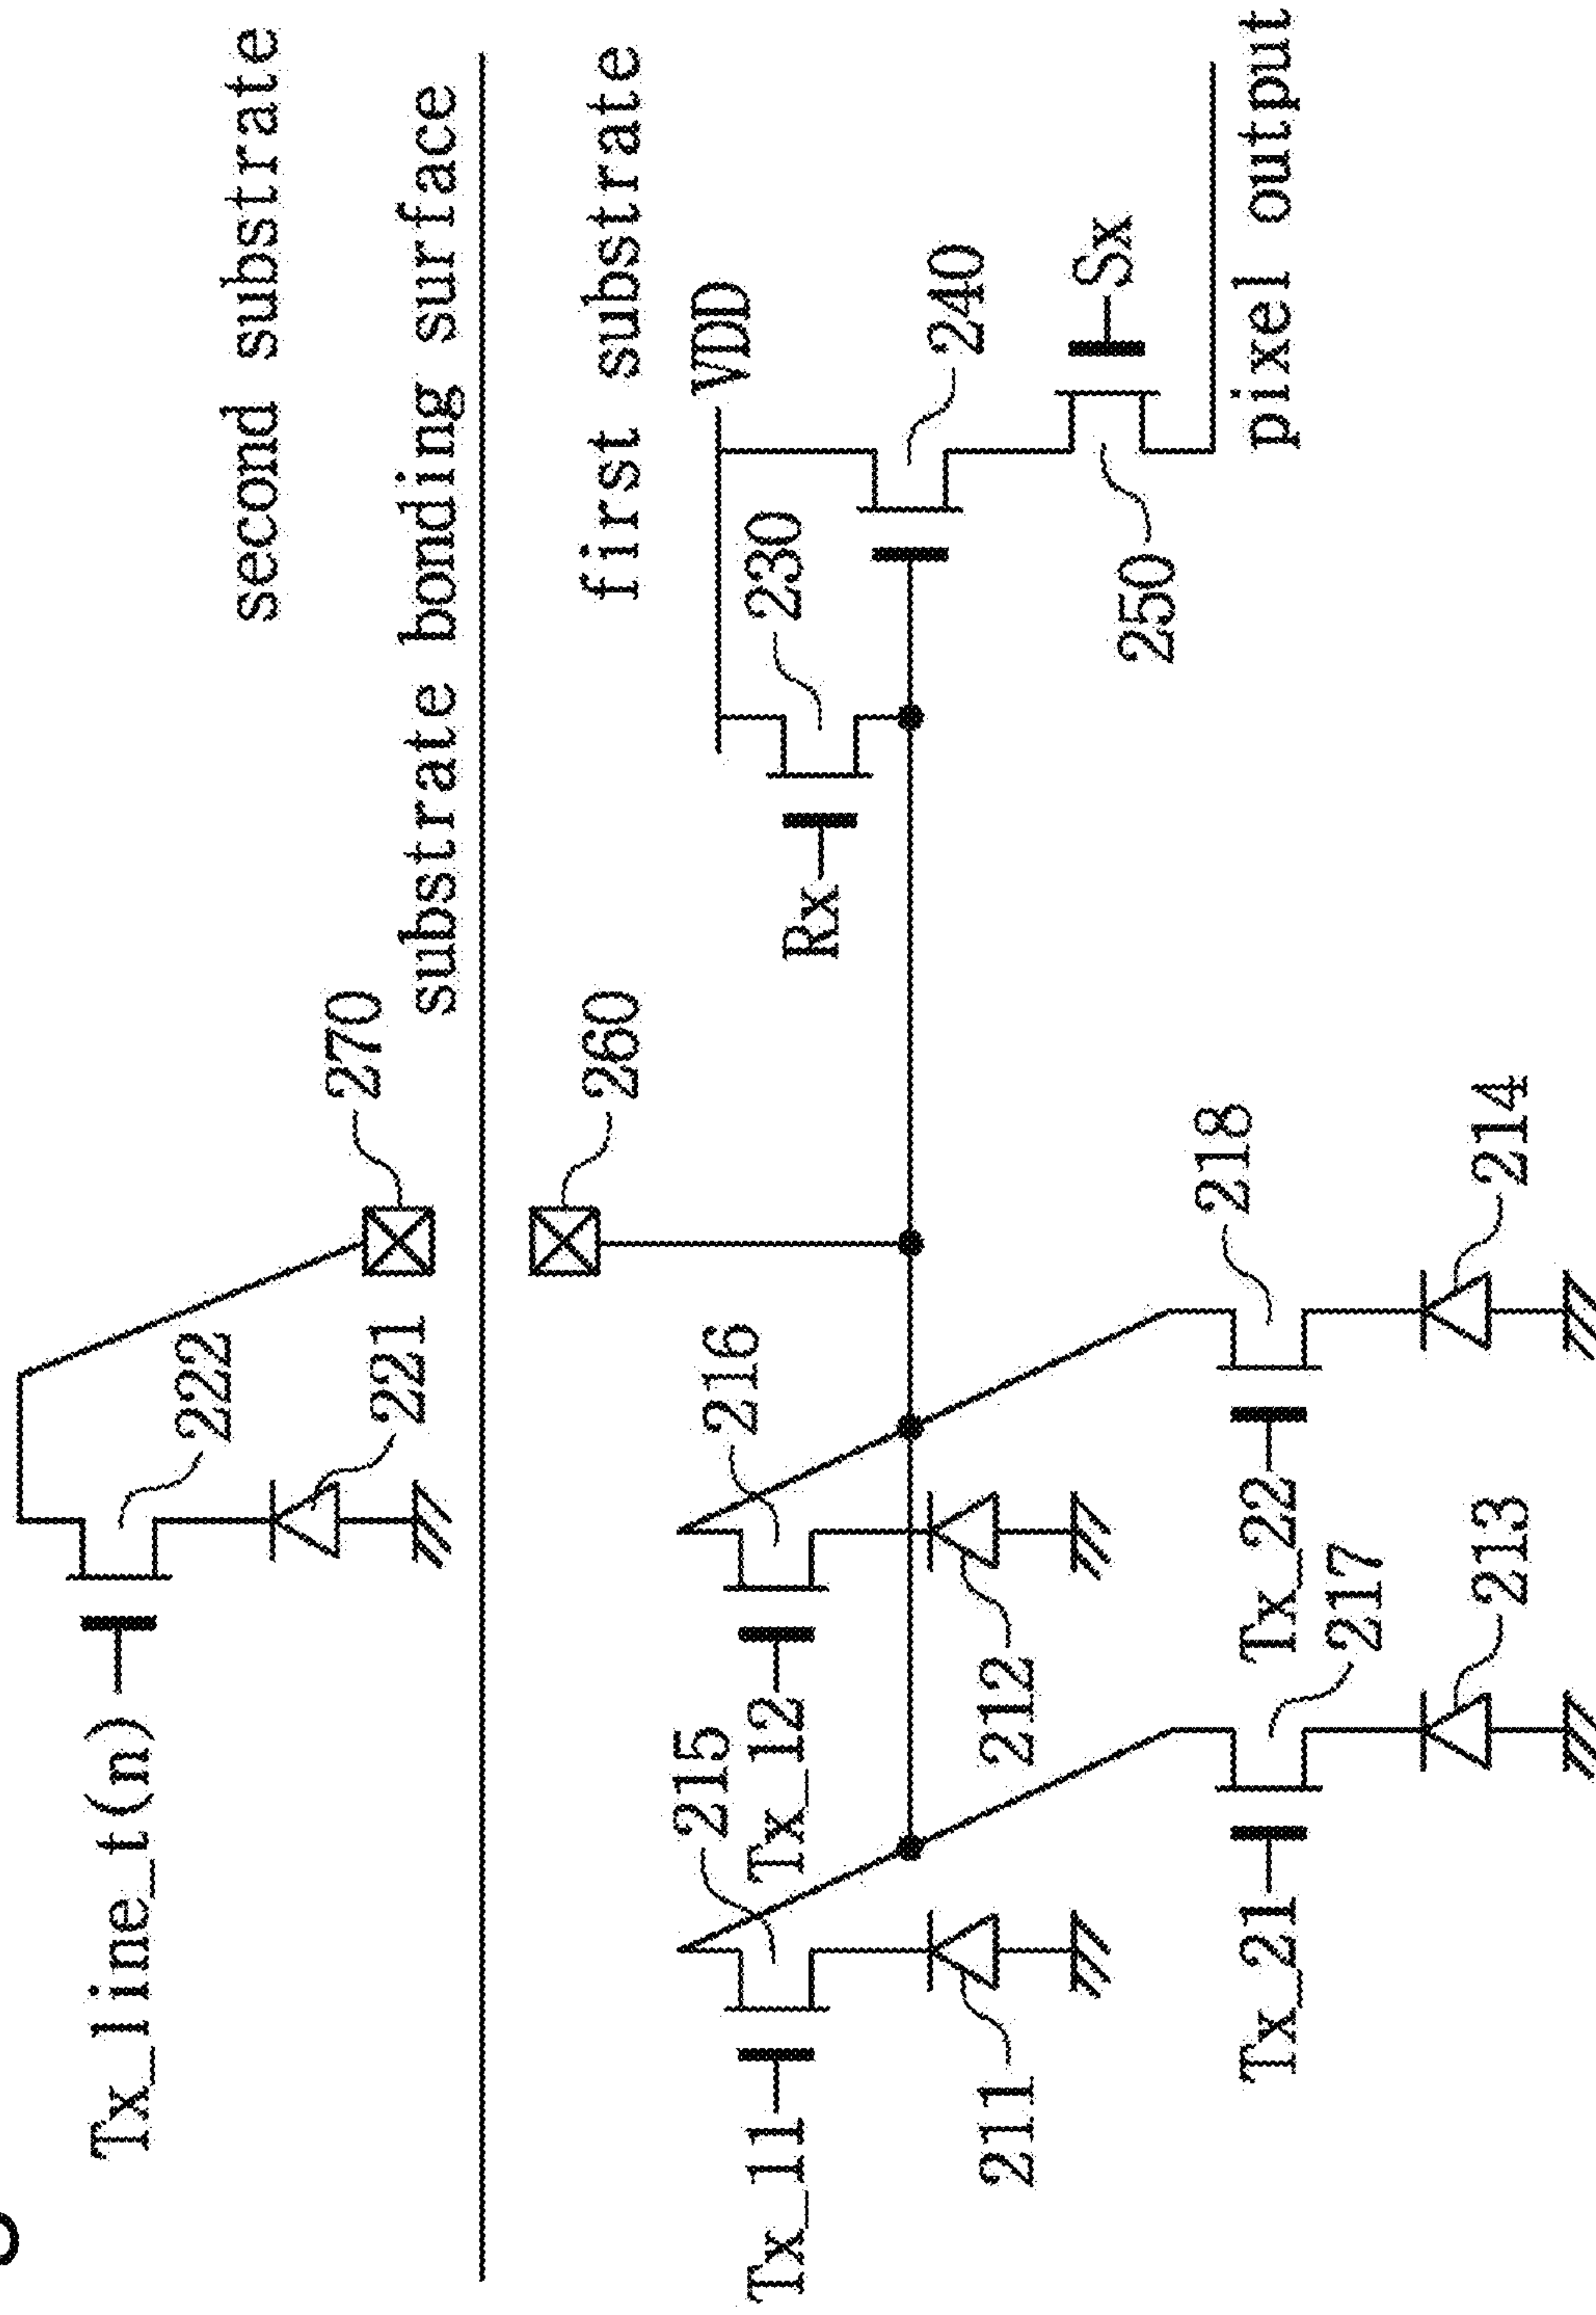 second substrate
Tx_line_t(n)
222
221
270
substrate bonding surface
260
first substrate
VDD
215
216
230
Tx_11
Tx_12
Rx
240
211
212
Sx
250
218
pixel output
Tx_21
Tx_22
217
213
214